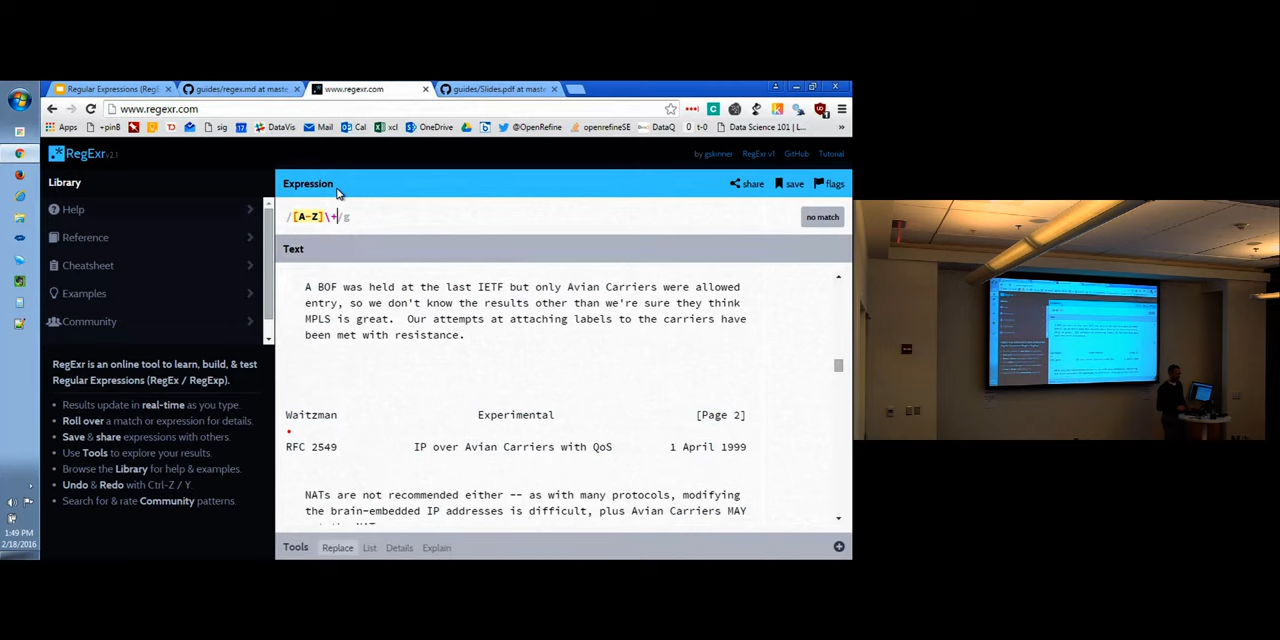 Regular Expressions (RegE
guides/regex.md at maste
www.regexr.com
guides/Slides.pdf at maste
www.regexr.com
Apps
+pinB
sig
DataVis
Mail
Cal
xcl
OneDrive
@OpenRefine
openrefineSE
DataQ
t-0
Data Science 101 | L...
»
RegExr v2.1
by gskinner
RegExr v1
GitHub
Tutorial
Library
Expression
share
save
flags
Help
/[A-Z]\+/g
no match
Reference
Text
Cheatsheet
Examples
Community
A BOF was held at the last IETF but only Avian Carriers were allowed
entry, so we don't know the results other than we're sure they think
MPLS is great. Our attempts at attaching labels to the carriers have
been met with resistance.
RegEx is an online tool to learn, build, & test
Regular Expressions (RegEx / RegExp).
Results update in real-time as you type.
Roll over a match or expression for details.
Save & share expressions with others.
Use Tools to explore your results.
Browse the Library for help & examples.
Undo & Redo with Ctrl-Z / Y.
Search for & rate Community patterns.
Waitzman Experimental [Page 2]
RFC 2549 IP over Avian Carriers with QoS 1 April 1999
NATs are not recommended either -- as with many protocols, modifying
the brain-embedded IP addresses is difficult, plus Avian Carriers MAY
Tools
Replace
List
Details
Explain
1:49 PM
2/18/2016